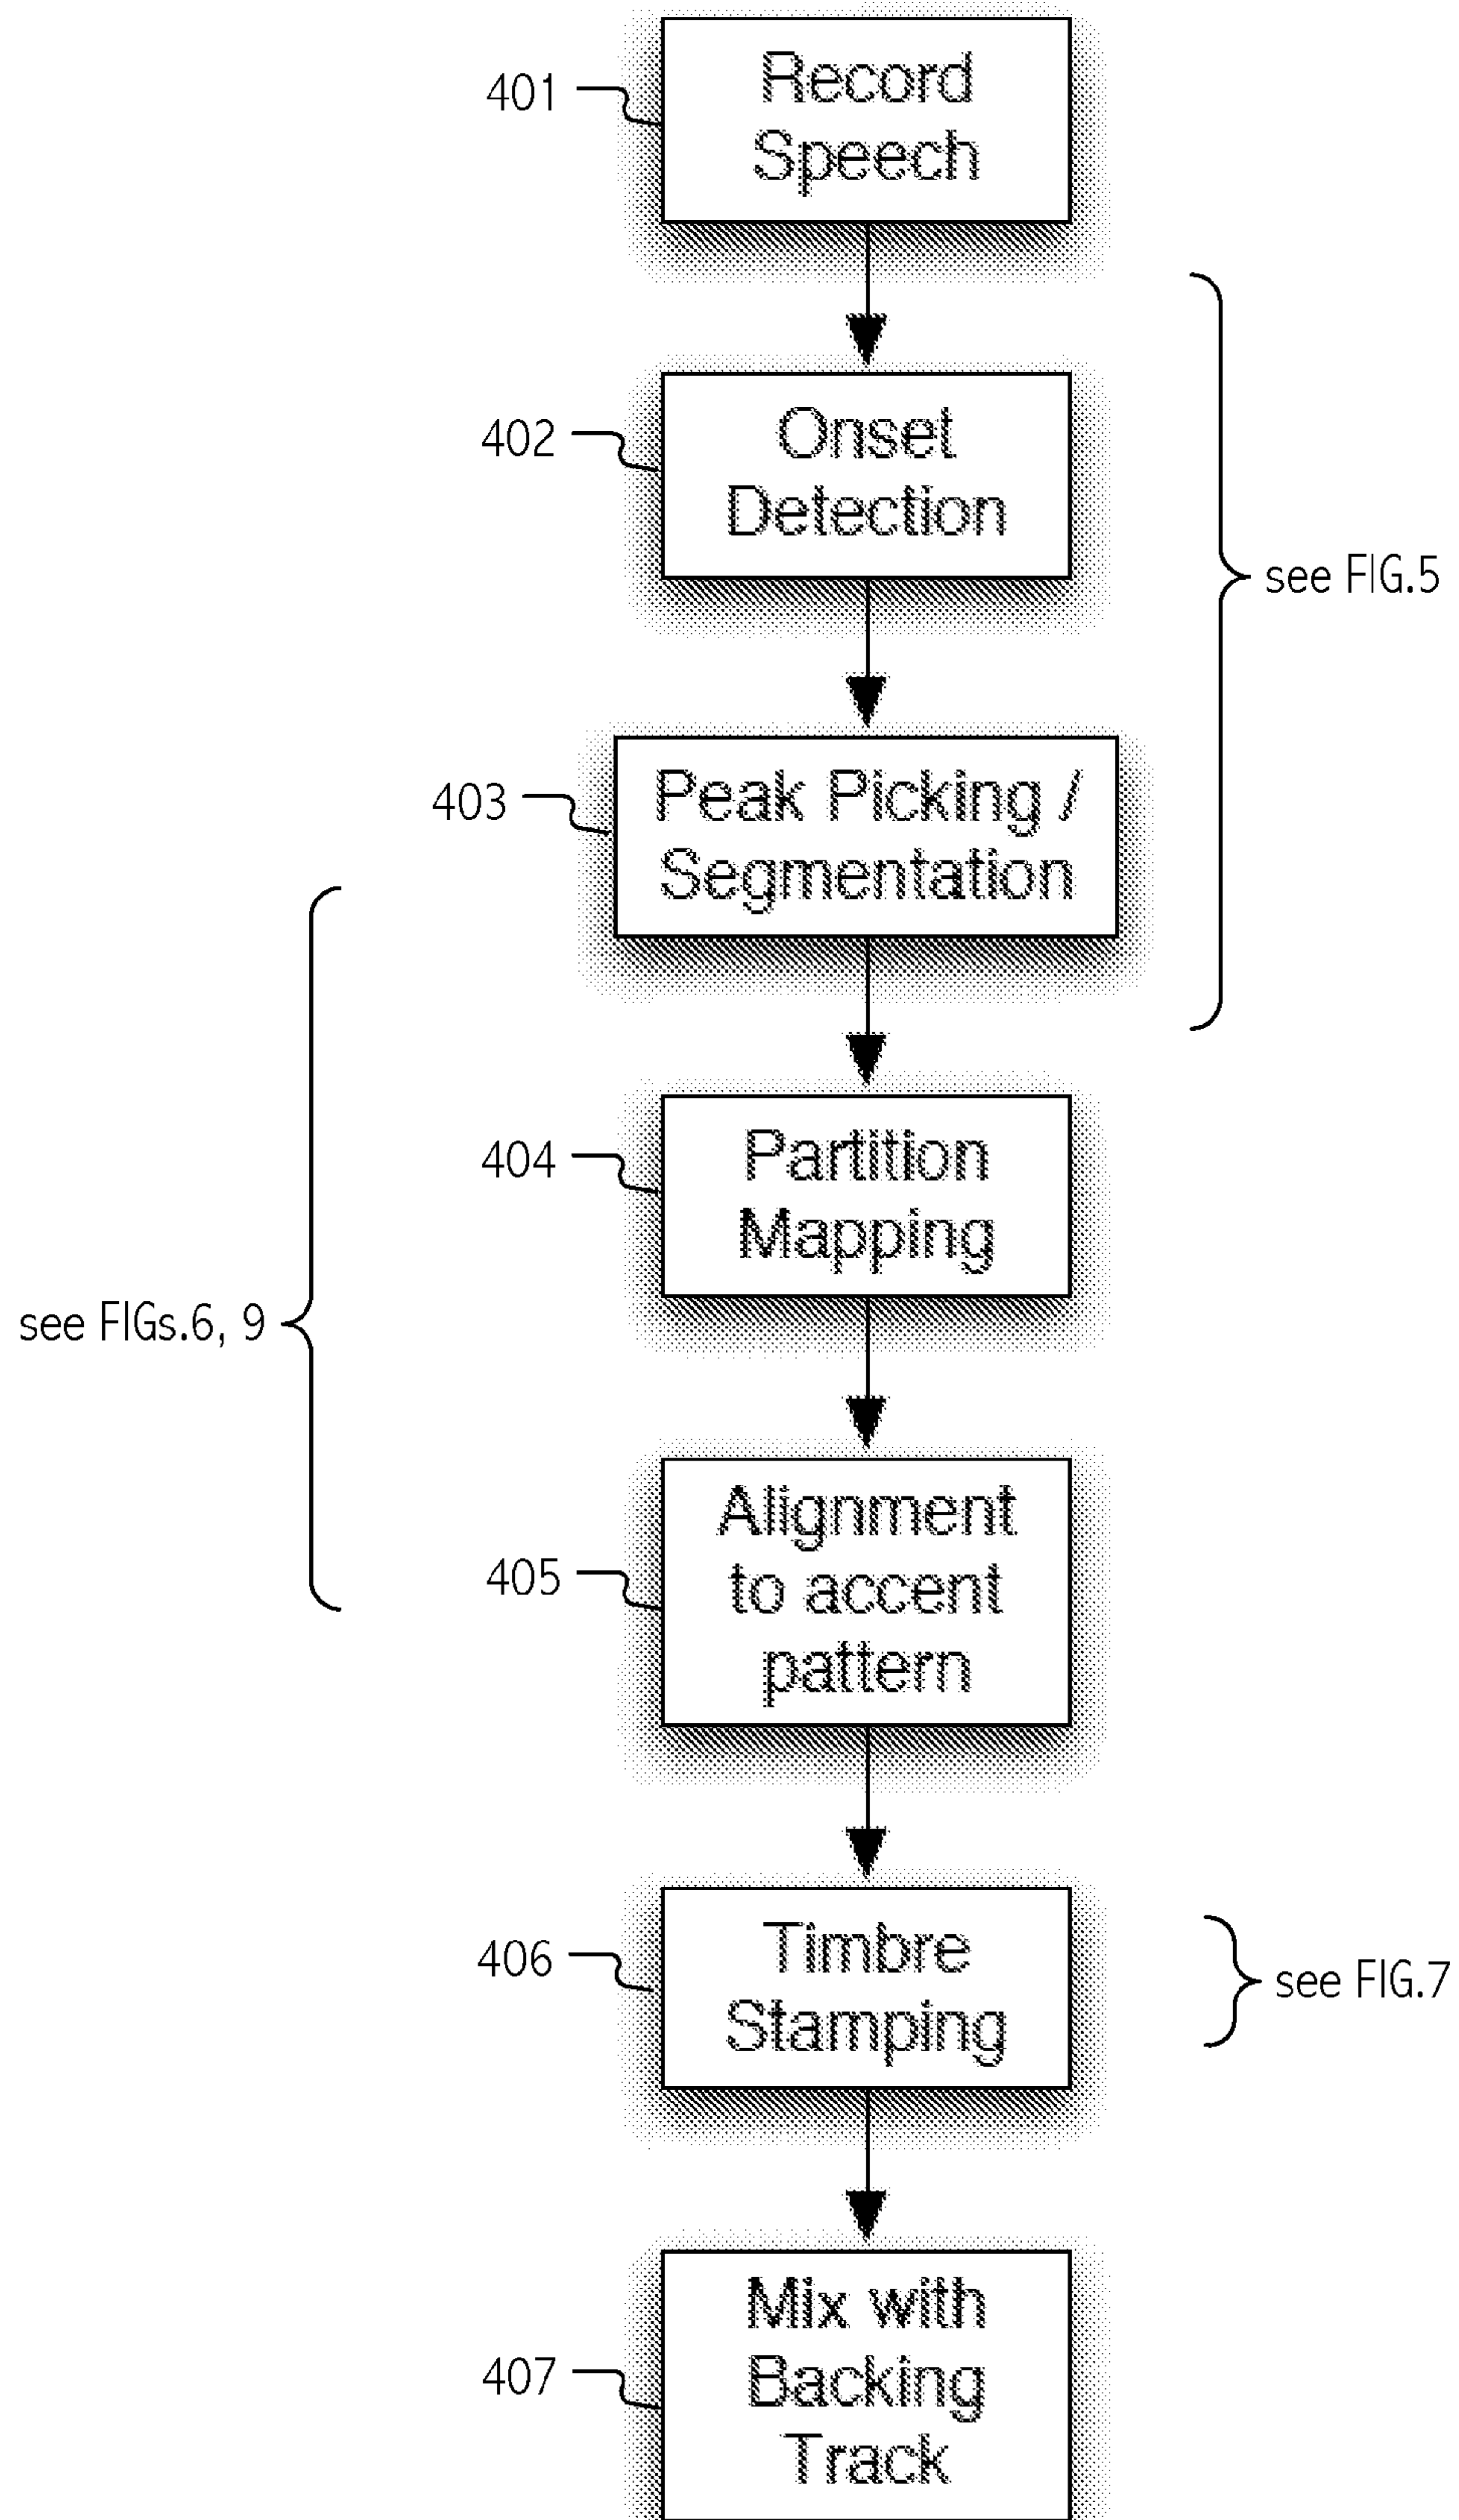 401
Record
Speech
402
Onset
Detection
see FIG.5
403
Peak Picking /
Segmentation
404
Partition
Mapping
see FIGs.6, 9
405
Alignment
to accent
pattern
406
Timbre
Stamping
see FIG.7
407
Mix with
Backing
Track